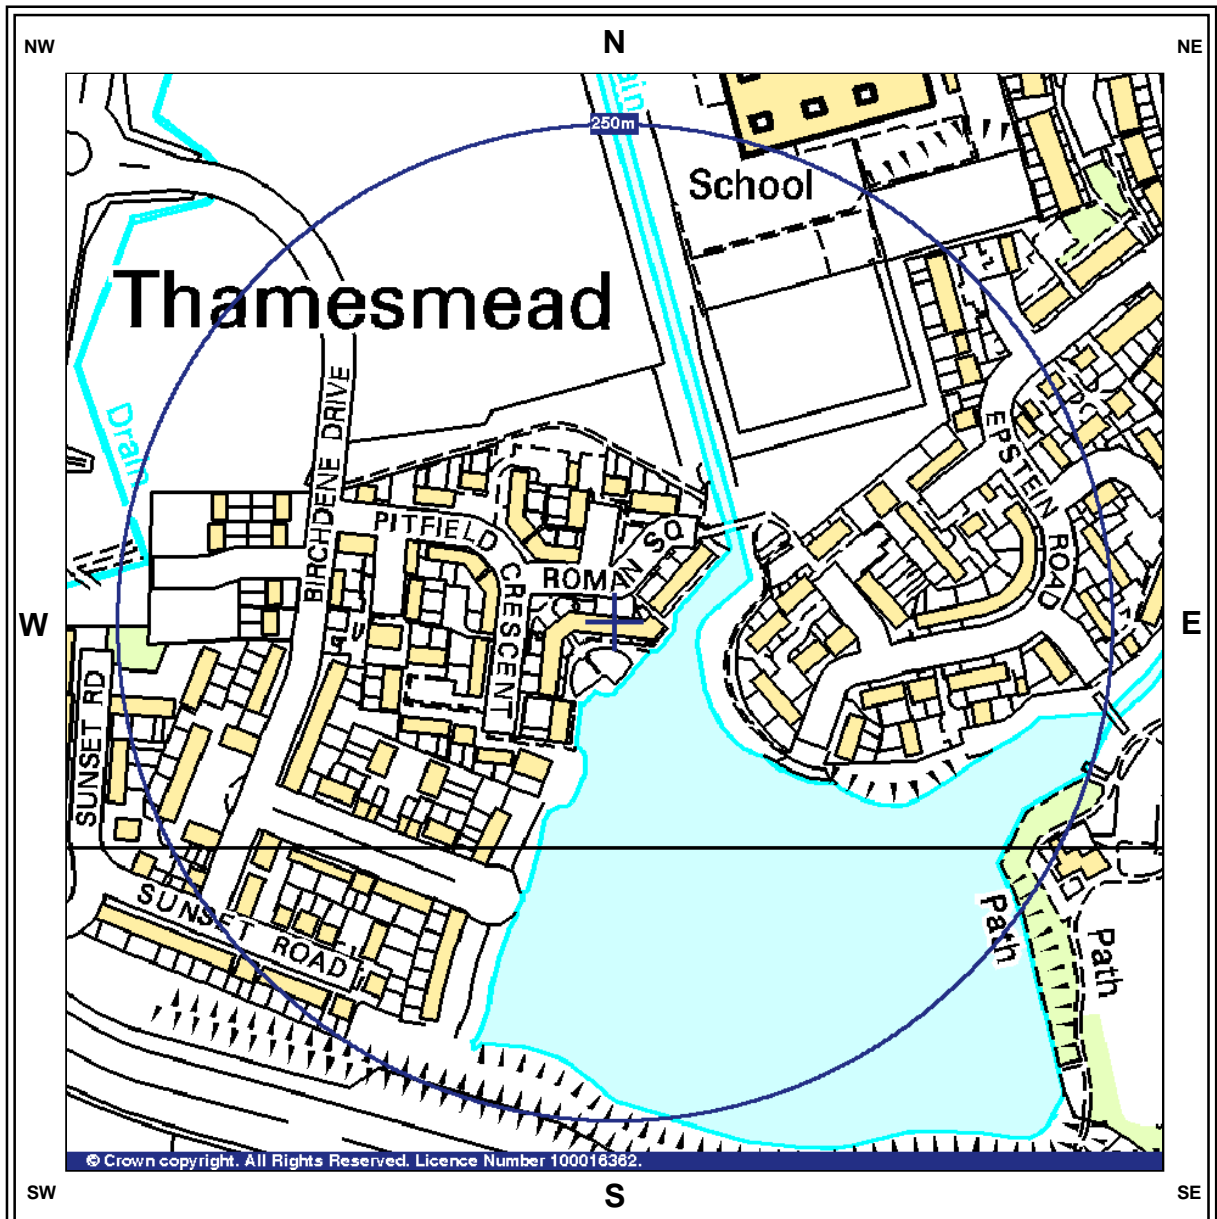 NW
N
NE
ain
250m
School
Thamesmead
BIRCHDENE DRIVE
Drain
EPSTEIN ROAD
PITFIELD CRESCENT
ROMAN SQ
W
E
SUNSET RD
SUNSET ROAD
Path
Path
© Crown copyright. All Rights Reserved. Licence Number 100016362.
SW
S
SE